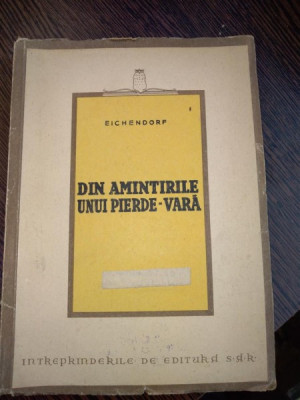 EICHENDORF
DIN AMINTIRILE
UNUI PIERDE-VARĂ
INTREPRINDERILE DE EDITURĂ S·A·R·